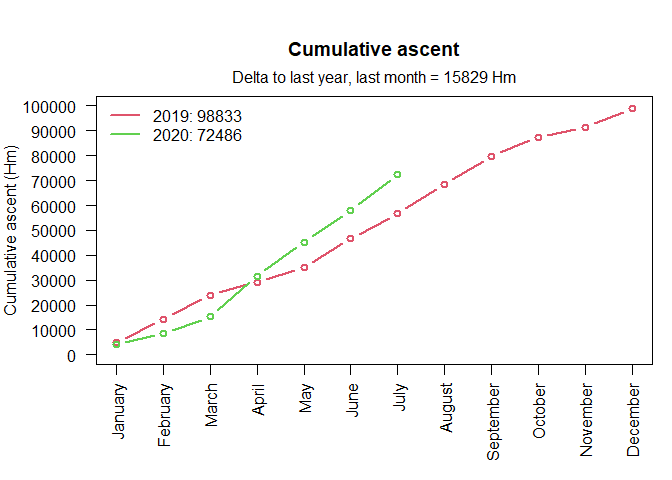 Cumulative ascent
Delta to last year, last month = 15829 Hm
Cumulative ascent (Hm)
100000
90000
80000
70000
60000
50000
40000
30000
20000
10000
0
2019: 98833
2020: 72486
January
February
March
April
May
June
July
August
September
October
November
December